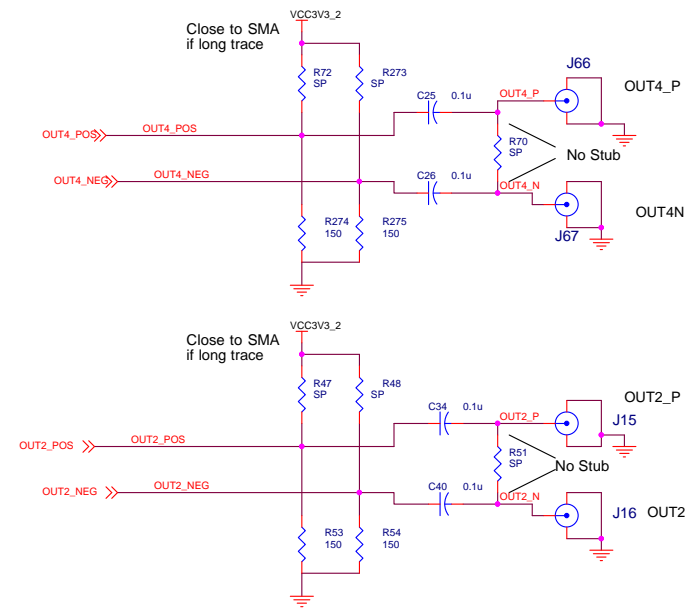 VCC3V3_2
Close to SMA
if long trace
R72
SP
R273
SP
J66
OUT4_P
C25
0.1u
OUT4_P
OUT4_POS
OUT4_POS
R70
SP
No Stub
OUT4_NEG
OUT4_NEG
C26
0.1u
OUT4_N
OUT4N
R274
150
R275
150
J67
VCC3V3_2
Close to SMA
if long trace
R47
SP
R48
SP
OUT2_P
C34
0.1u
OUT2_P
J15
OUT2_POS
OUT2_POS
R51
SP
No Stub
OUT2_NEG
OUT2_NEG
C40
0.1u
OUT2_N
J16
OUT2
R53
150
R54
150